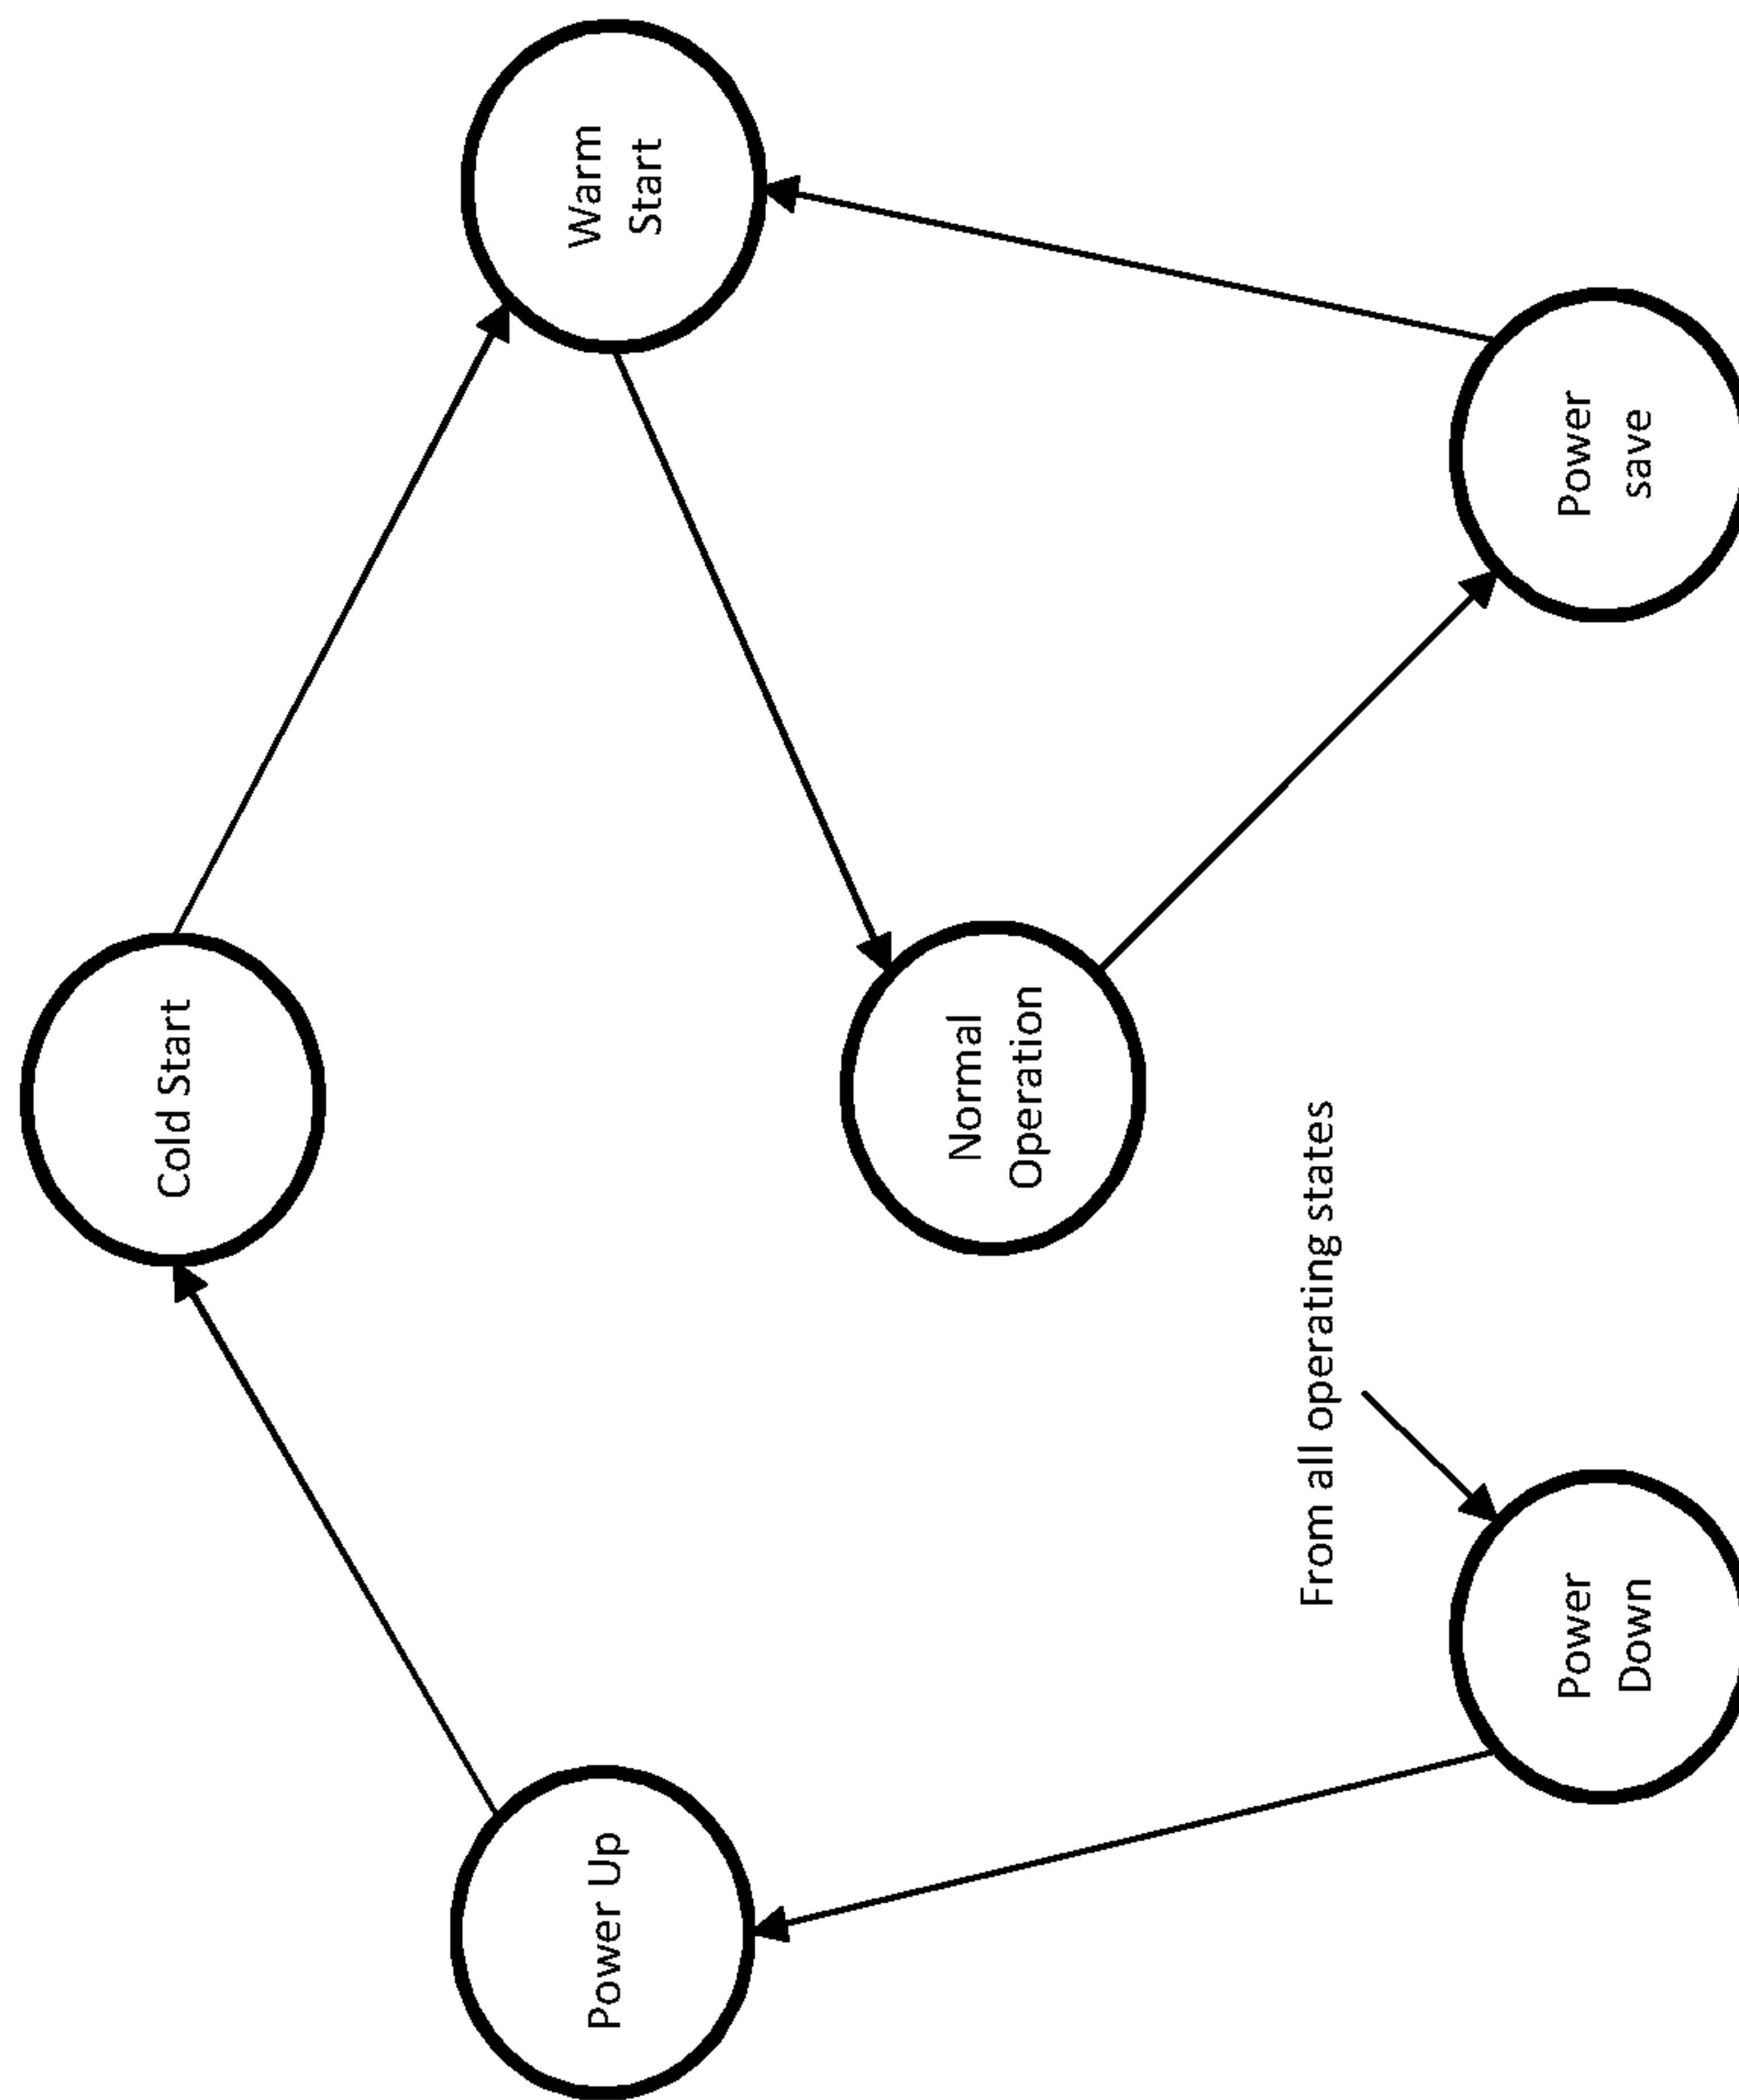 Power Up
Cold Start
Warm
Start
Normal
Operation
From all operating states
Power
Down
Power
save